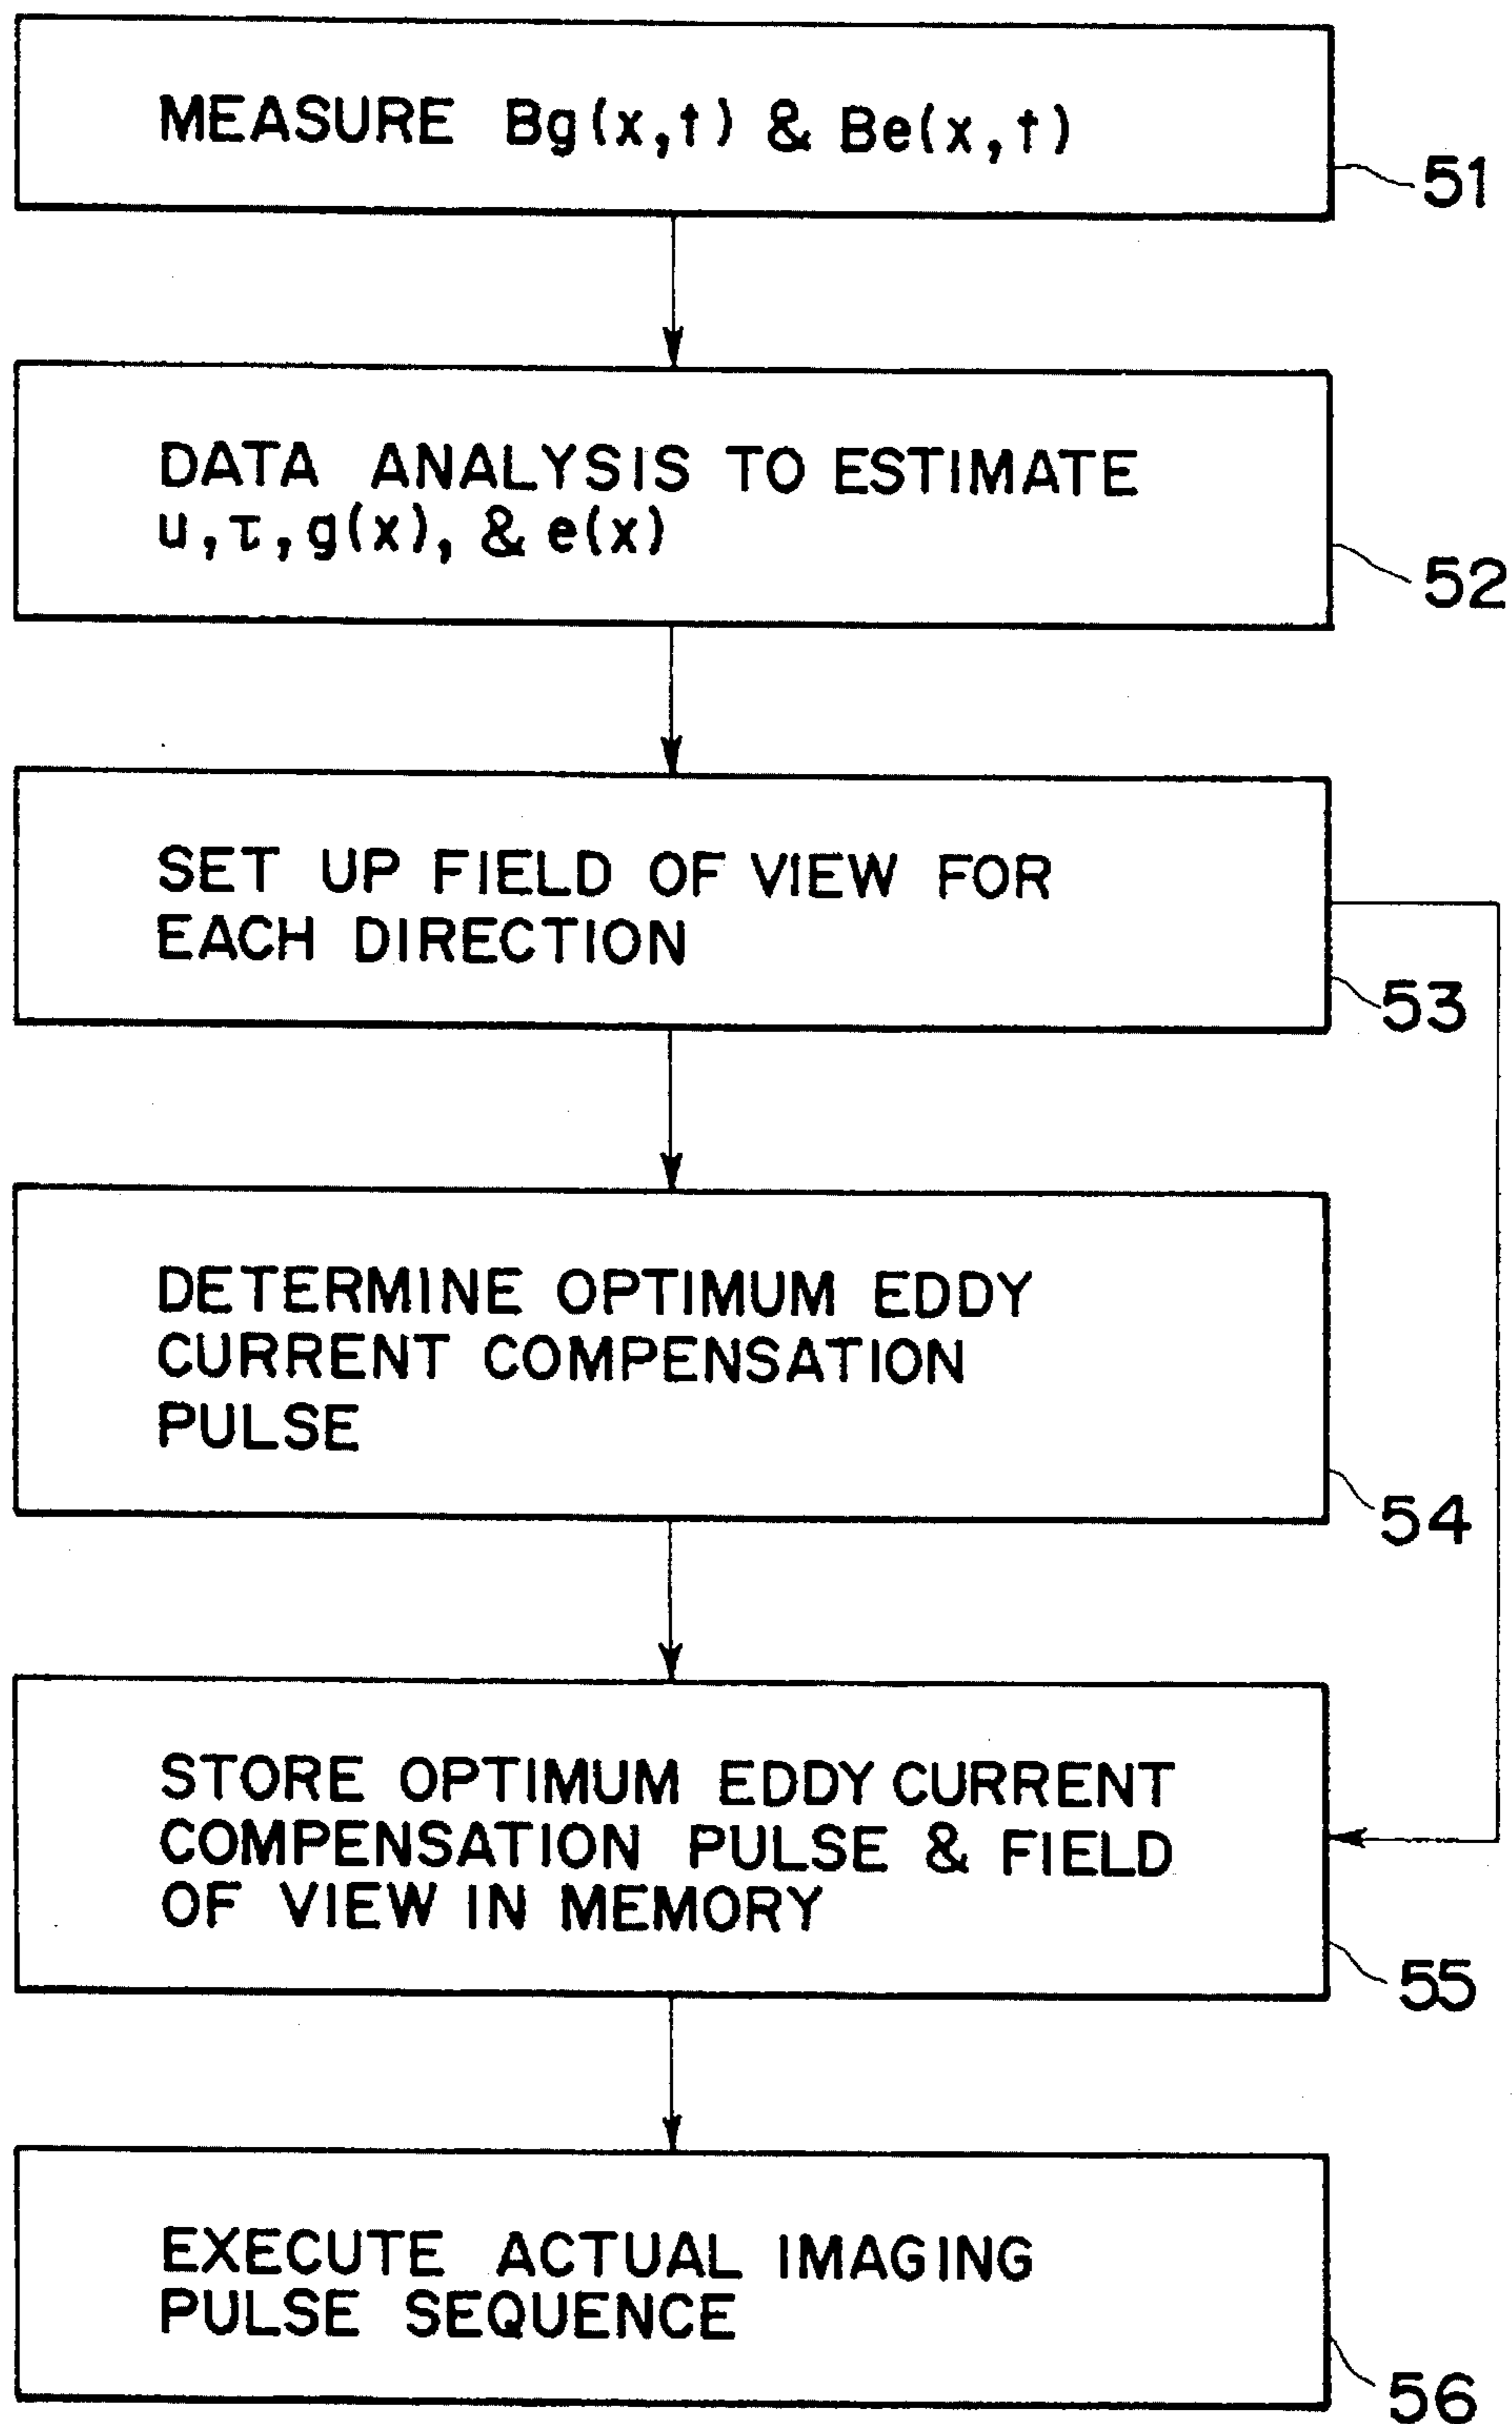 MEASURE Bg(x,t) & Be(x,t)
51
DATA ANALYSIS TO ESTIMATE
u,τ,g(x), & e(x)
52
SET UP FIELD OF VIEW FOR
EACH DIRECTION
53
DETERMINE OPTIMUM EDDY
CURRENT COMPENSATION
PULSE
54
STORE OPTIMUM EDDY CURRENT
COMPENSATION PULSE & FIELD
OF VIEW IN MEMORY
55
EXECUTE ACTUAL IMAGING
PULSE SEQUENCE
56